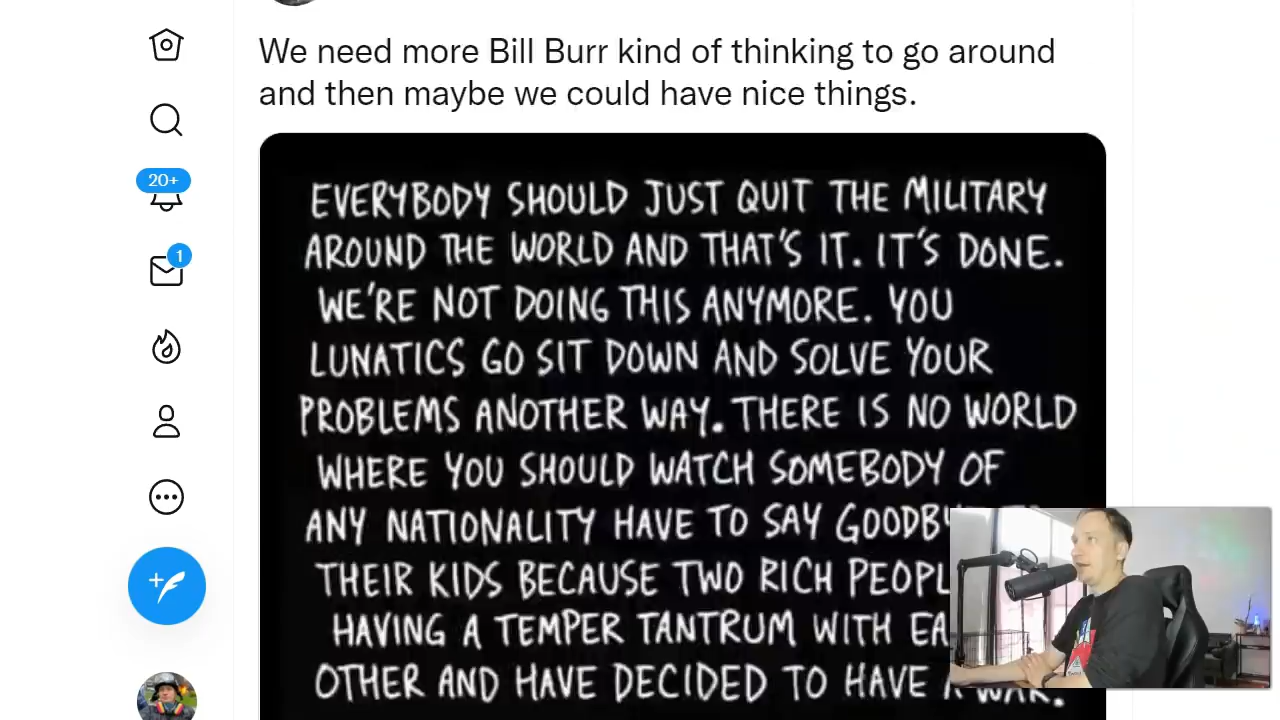 We need more Bill Burr kind of thinking to go around
and then maybe we could have nice things.
20+
1
EVERYBODY SHOULD JUST QUIT THE MILITARY
AROUND THE WORLD AND THAT'S IT. IT'S DONE.
WE'RE NOT DOING THIS ANYMORE. YOU
LUNATICS GO SIT DOWN AND SOLVE YOUR
PROBLEMS ANOTHER WAY. THERE IS NO WORLD
WHERE YOU SHOULD WATCH SOMEBODY OF
ANY NATIONALITY HAVE TO SAY
THEIR KIDS BECAUSE TWO RICH
HAVING A TEMPER TANTRUM WITH
OTHER AND HAVE DECIDED TO HAVE A WAR.